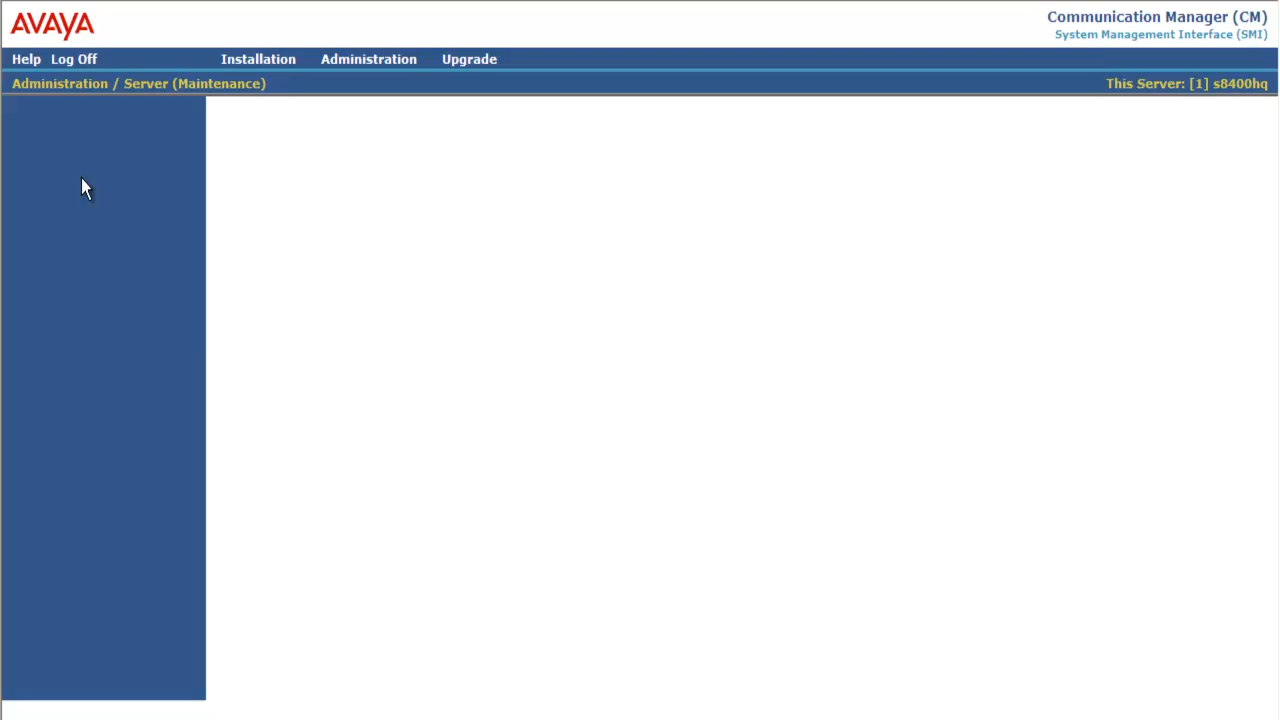 AVAYA
Communication Manager (CM)
System Management Interface (SMI)
Help Log Off Installation Administration Upgrade
Administration / Server (Maintenance) This Server: [1] s8400hq